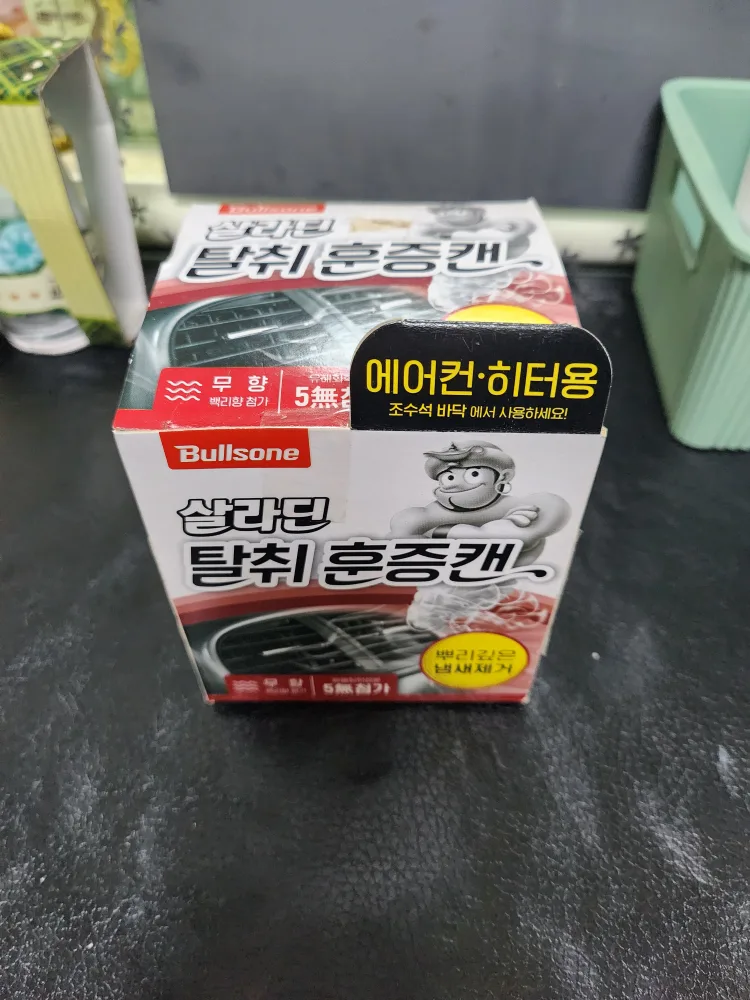 Bullsone
살라딘
탈취 훈증캔
무향
백리향 첨가
5無첨
에어컨·히터용
조수석 바닥에서 사용하세요!
Bullsone
살라딘
탈취 훈증캔
뿌리깊은
냄새제거
무향
5無첨가